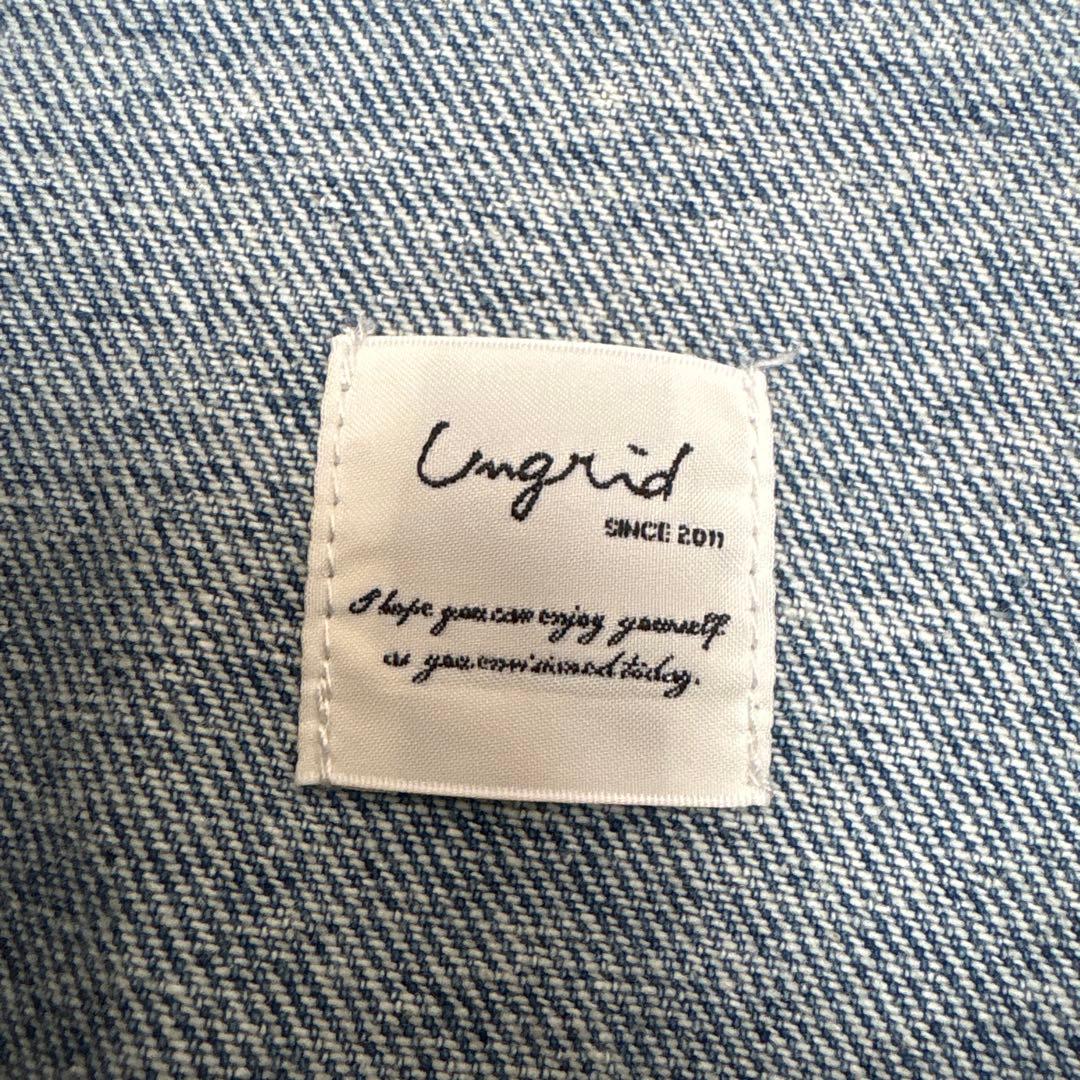 Ungrid
SINCE 2011
I hope you can enjoy yourself
as you envisioned today.